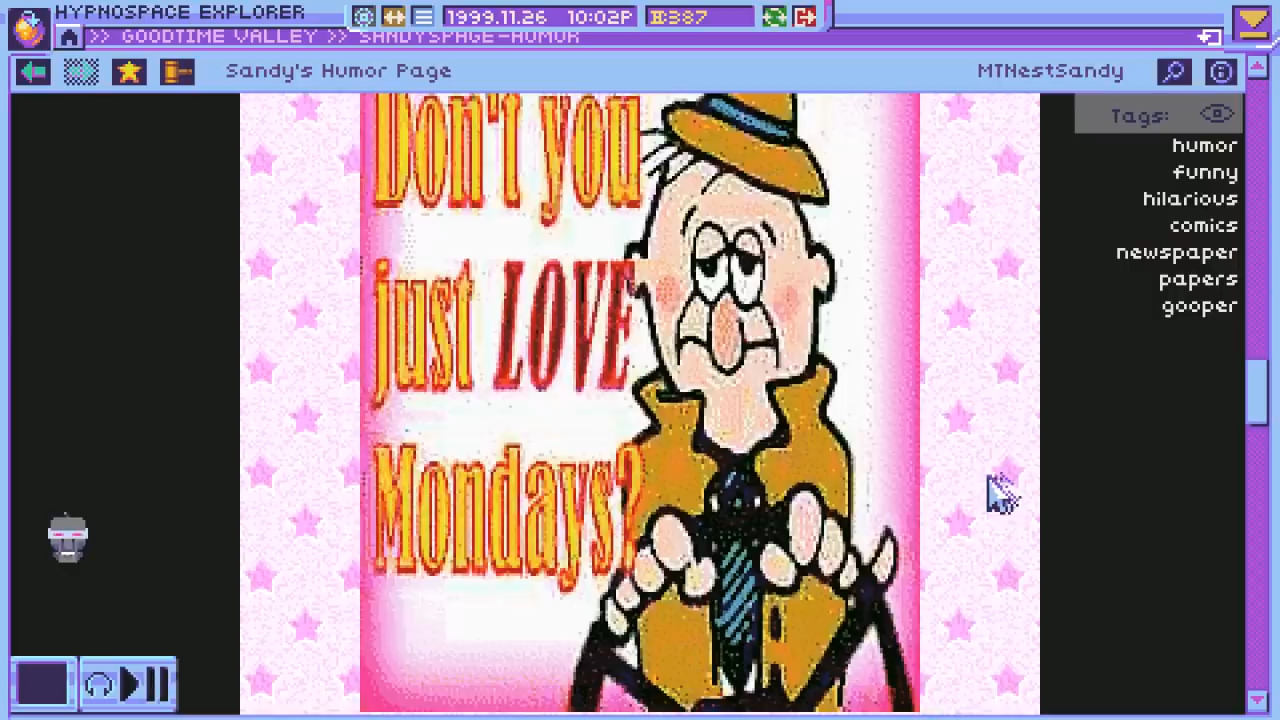 HYPNOSPACE EXPLORER
1999.11.26 10:02P
387
>> GOODTIME VALLEY >> SANDYSPAGE-HUMOR
Sandy's Humor Page
MTNestSandy
Tags:
humor
funny
hilarious
comics
newspaper
papers
gooper
Don't you
just LOVE
Mondays?